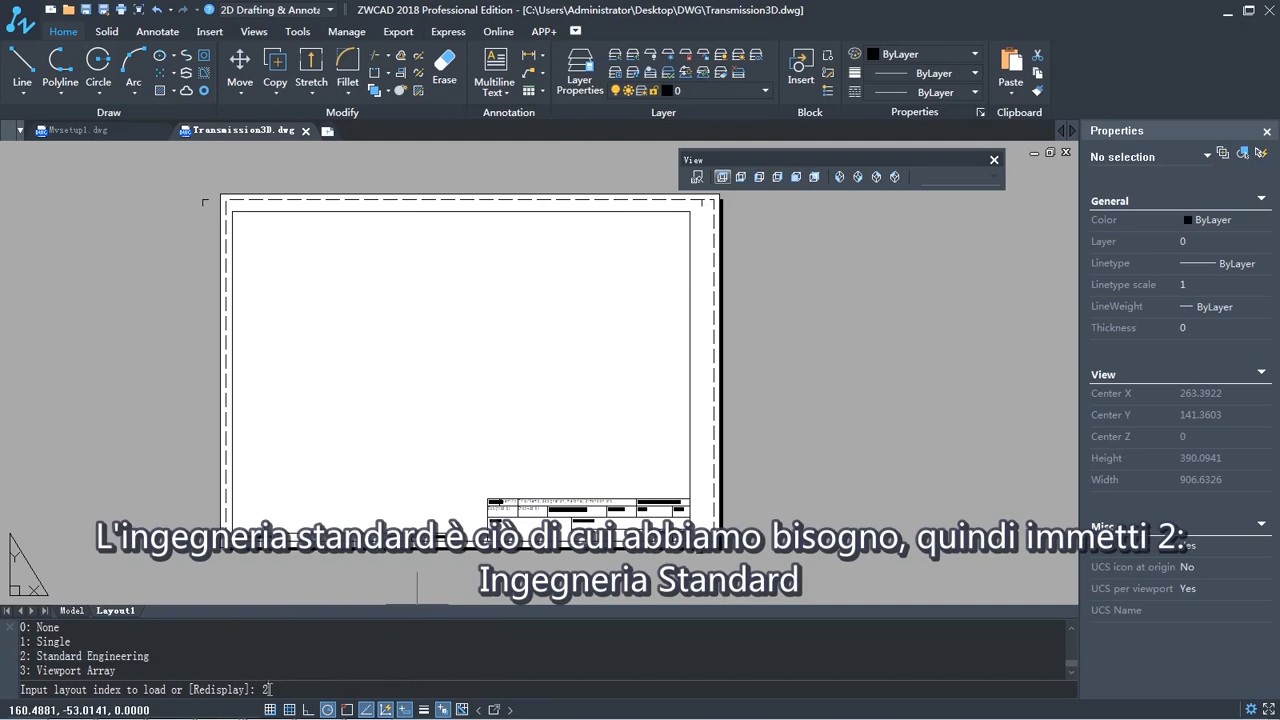 2D Drafting & Annota
ZWCAD 2018 Professional Edition - [C:\Users\Administrator\Desktop\DWG\Transmission3D.dwg]
Home Solid Annotate Insert Views Tools Manage Output Express Online APP+
Line Polyline Circle Arc
Draw
Move Copy Stretch Fillet Erase
Modify
Multiline Text
Annotation
Layer Properties
0
Layer
Insert
Block
ByLayer
ByLayer
ByLayer
Properties
Paste
Clipboard
Mvsetup1.dwg Transmission3D.dwg
View
Properties
No selection
General
Color ByLayer
Layer 0
Linetype ByLayer
Linetype scale 1
LineWeight ByLayer
Thickness 0
View
Center X 263.3922
Center Y 141.3603
Center Z 0
Height 390.0941
Width 906.6326
Misc
Yes
UCS icon at origin No
UCS per viewport Yes
UCS Name
L'ingegneria standard è ciò di cui abbiamo bisogno, quindi immetti 2:
Ingegneria Standard
Model Layout1
0: None
1: Single
2: Standard Engineering
3: Viewport Array
Input layout index to load or [Redisplay]: 2
160.4881, -53.0141, 0.0000